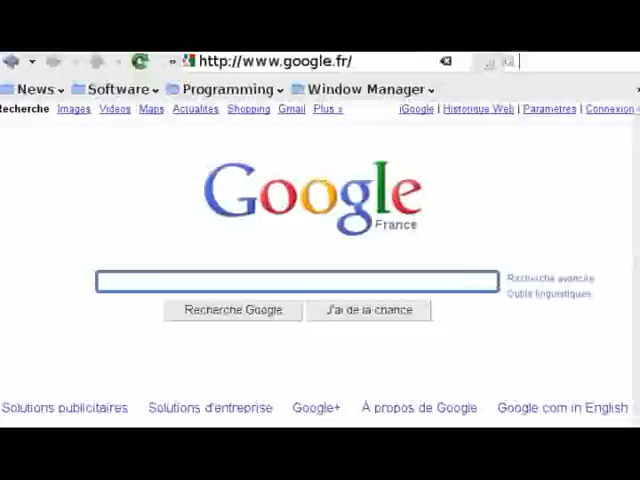 » http://www.google.fr/
News Software Programming Window Manager »
Recherche Images Vidéos Maps Actualités Shopping Gmail Plus »
iGoogle | Historique Web | Paramètres | Connexion
Google
France
Recherche avancée
Outils linguistiques
Recherche Google J'ai de la chance
Solutions publicitaires Solutions d'entreprise Google+ À propos de Google Google.com in English